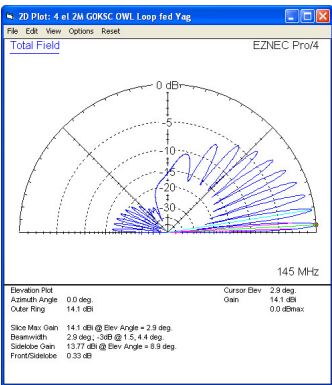 2D Plot: 4 el 2M G0KSC OWL Loop fed Yag
File Edit View Options Reset
Total Field
EZNEC Pro/4
0 dB
-5
-10
-15
-20
-30
145 MHz
Elevation Plot
Cursor Elev 2.9 deg.
Azimuth Angle 0.0 deg.
Gain 14.1 dBi
Outer Ring 14.1 dBi
0.0 dBmax
Slice Max Gain 14.1 dBi @ Elev Angle = 2.9 deg.
Beamwidth 2.9 deg.; -3dB @ 1.5, 4.4 deg.
Sidelobe Gain 13.77 dBi @ Elev Angle = 8.9 deg.
Front/Sidelobe 0.33 dB